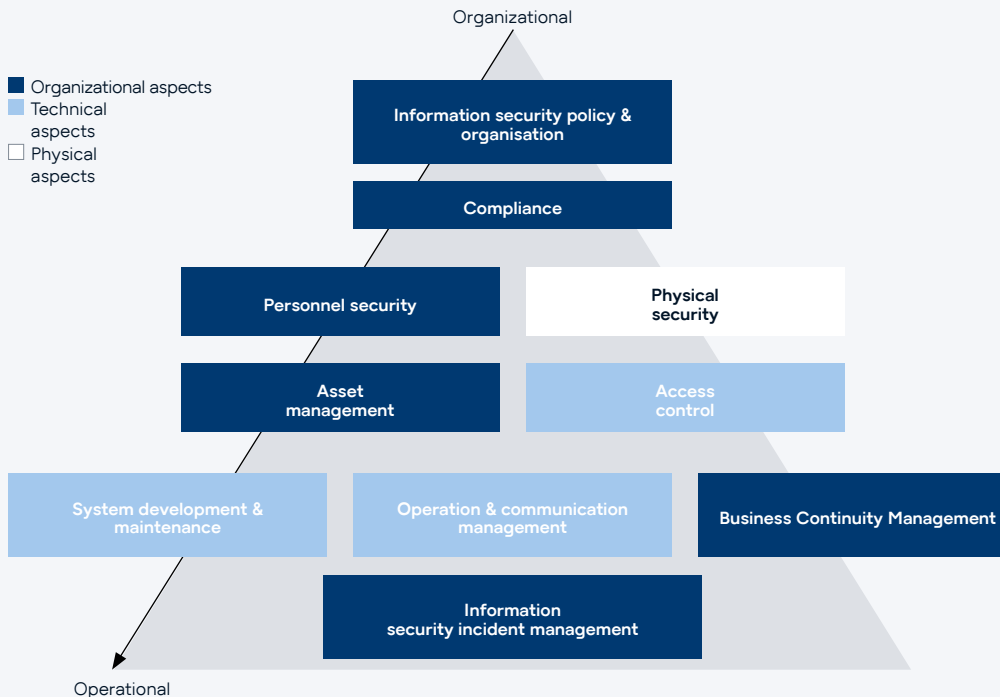 Organizational
Organizational aspects
Technical
aspects
Physical
aspects
Information security policy &
organisation
Compliance
Personnel security
Physical
security
Asset
management
Access
control
System development &
maintenance
Operation & communication
management
Business Continuity Management
Information
security incident management
Operational